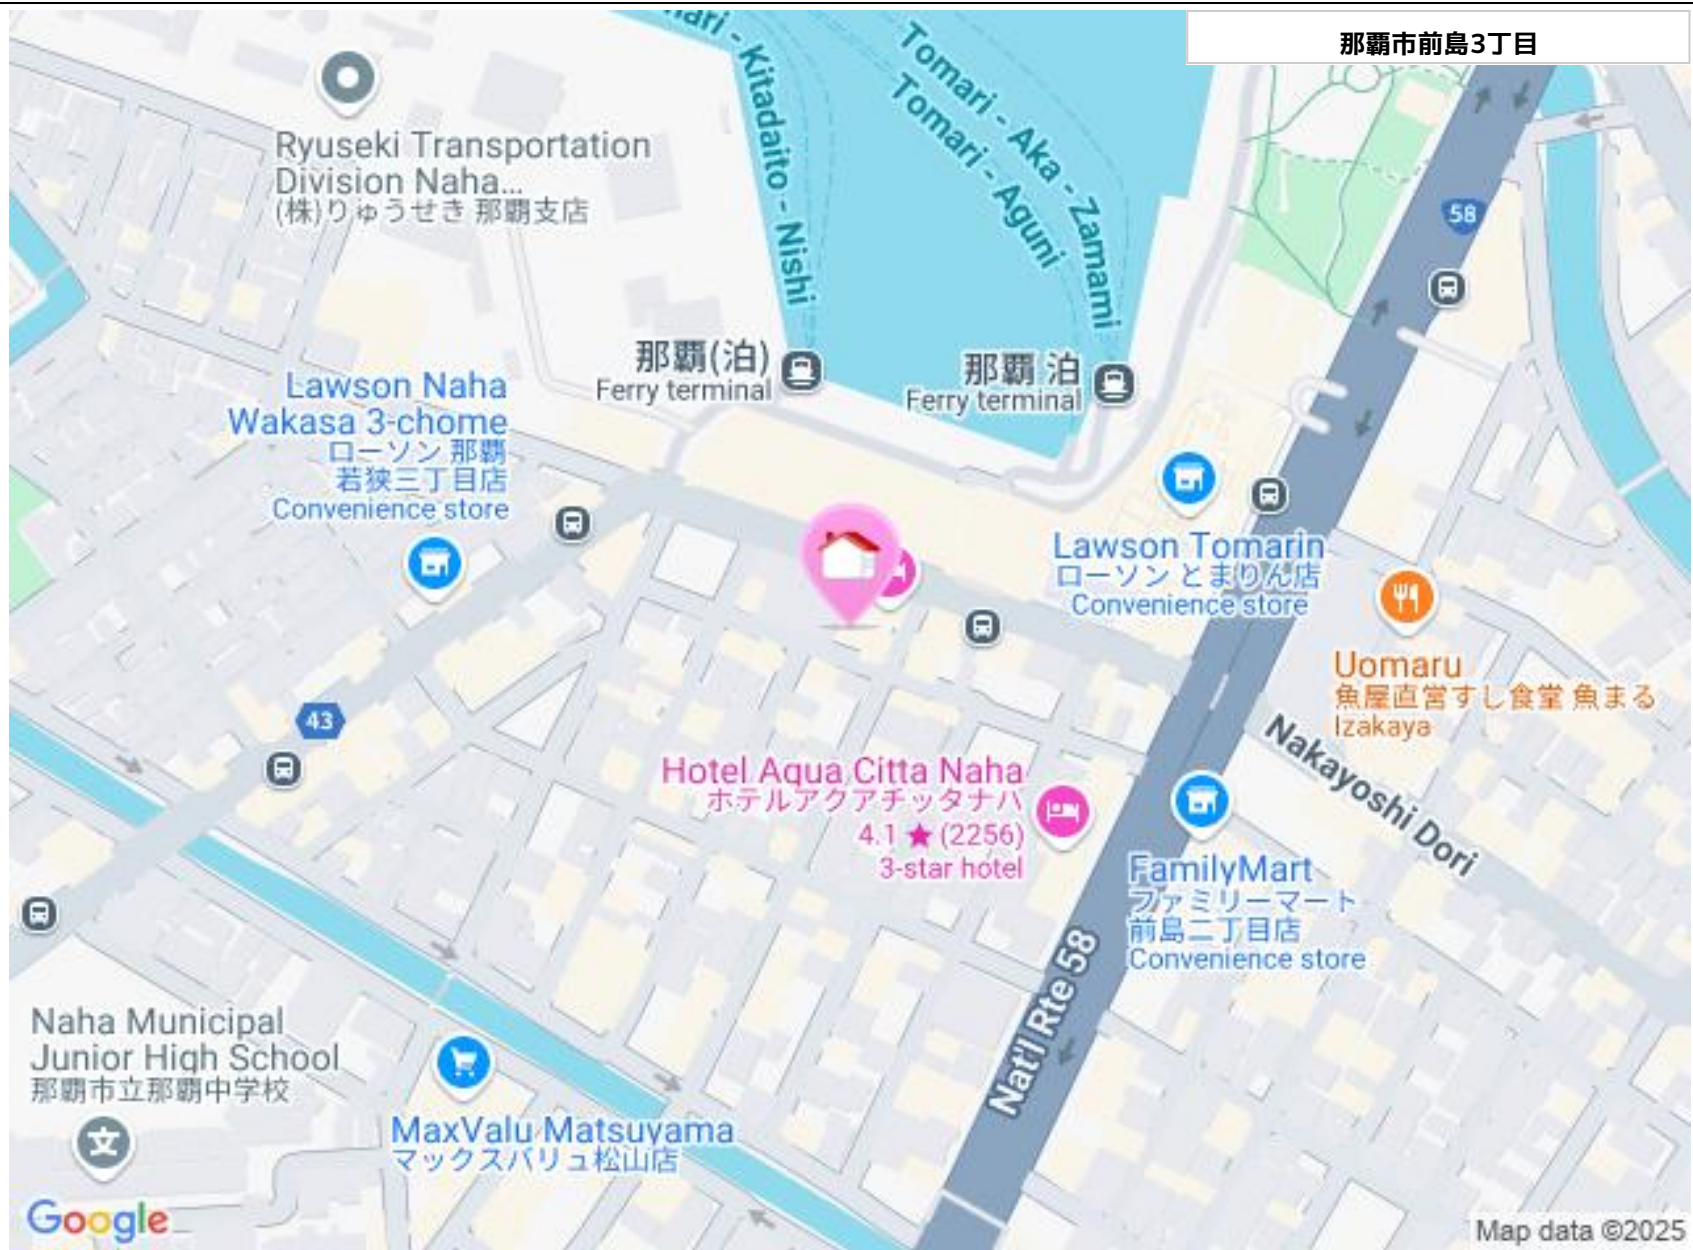 那覇市前島3丁目
Kitadaito - Nishi
Tomari - Aka - Zamami
Tomari - Aguni
Ryuseki Transportation
Division Naha...
(株)りゅうせき 那覇支店
58
那覇(泊)
Ferry terminal
那覇 泊
Ferry terminal
Lawson Naha
Wakasa 3-chome
ローソン 那覇
若狭三丁目店
Convenience store
Lawson Tomarin
ローソン とまりん店
Convenience store
Uomaru
魚屋直営すし食堂 魚まる
Izakaya
43
Nakayoshi Dori
Hotel Aqua Citta Naha
ホテルアクアチッタナハ
4.1 ★ (2256)
3-star hotel
FamilyMart
ファミリーマート
前島二丁目店
Convenience store
Nat'l Rte 58
Naha Municipal
Junior High School
那覇市立那覇中学校
文
MaxValu Matsuyama
マックスバリュ松山店
Google
Map data ©2025